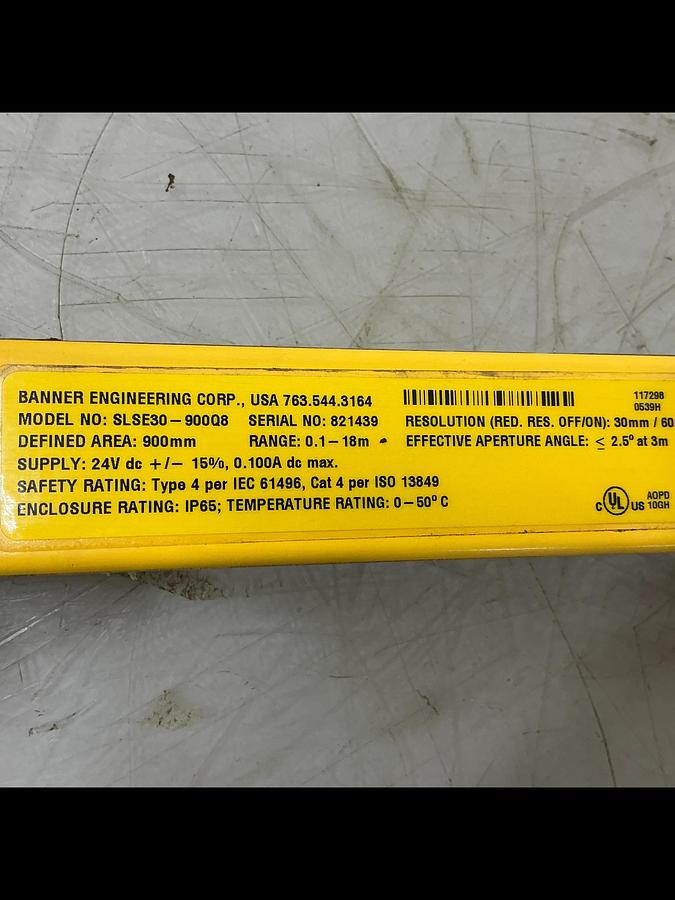 BANNER ENGINEERING CORP., USA 763.544.3164
117298
0539H
MODEL NO: SLSE30-900Q8 SERIAL NO: 821439 RESOLUTION (RED. RES. OFF/ON): 30mm / 60
DEFINED AREA: 900mm RANGE: 0.1-18m EFFECTIVE APERTURE ANGLE: ≤ 2.5º at 3m
SUPPLY: 24V dc +/- 15%, 0.100A dc max.
SAFETY RATING: Type 4 per IEC 61496, Cat 4 per ISO 13849
ENCLOSURE RATING: IP65; TEMPERATURE RATING: 0-50º C
C UL US
AOPD
10GH